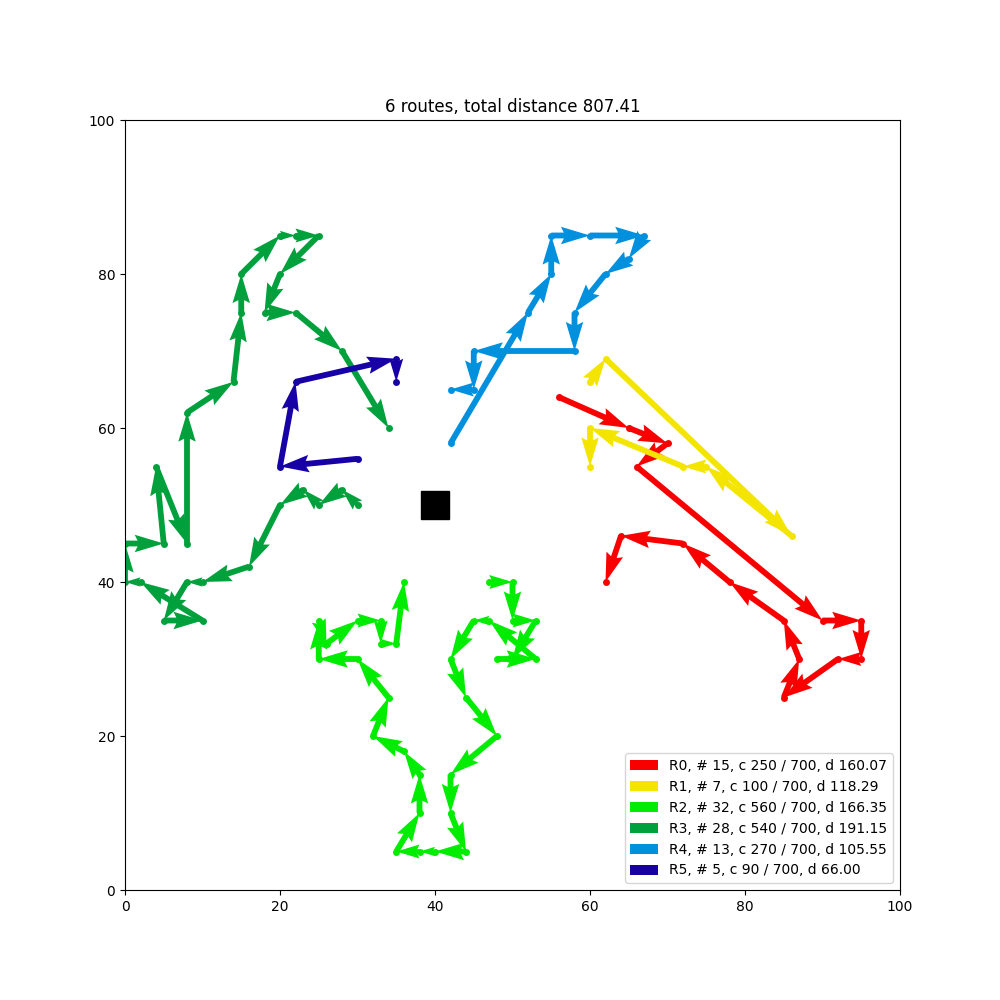 6 routes, total distance 807.41
100
80
60
40
20
0
0 20 40 60 80 100
R0, # 15, c 250 / 700, d 160.07
R1, # 7, c 100 / 700, d 118.29
R2, # 32, c 560 / 700, d 166.35
R3, # 28, c 540 / 700, d 191.15
R4, # 13, c 270 / 700, d 105.55
R5, # 5, c 90 / 700, d 66.00